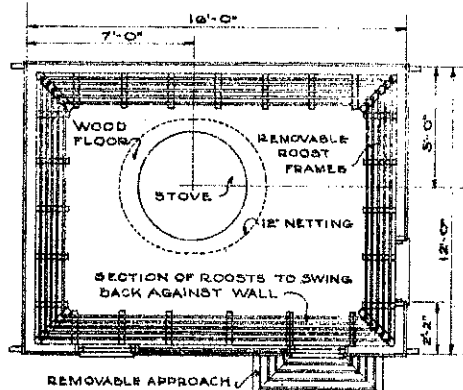 16'-0"
7'-0"
WOOD
FLOOR
REMOVABLE
ROOST
FRAMES
5'-0"
STOVE
12" NETTING
12'-0"
SECTION OF ROOSTS TO SWING
BACK AGAINST WALL
2'-2"
REMOVABLE APPROACH